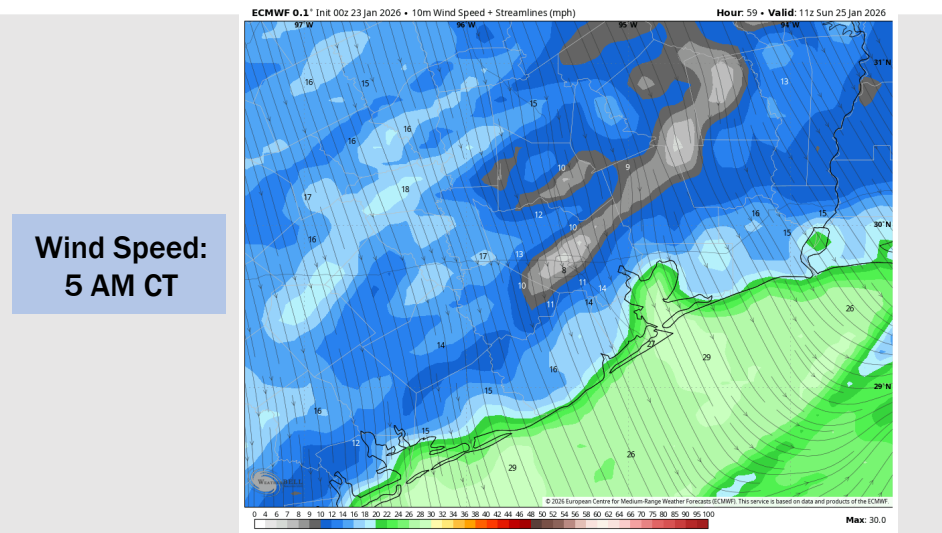 ECMWF 0.1° Init 00z 23 Jan 2026 • 10m Wind Speed + Streamlines (mph) Hour: 59 • Valid: 11z Sun 25 Jan 2026
97°W 96°W 95°W 94°W
31°N
16 15 13
15
16 16
10 9
17 18
12 16 15
10 15 30°N
Wind Speed:
5 AM CT
16 17 13
8
10 11 14
11 14 26
14 27
29
16 29°N
15
16
15
12 26
29
© 2026 European Centre for Medium-Range Weather Forecasts (ECMWF). This service is based on data and products of the ECMWF.
0 4 6 7 8 9 10 12 14 16 18 20 22 24 26 28 30 32 34 36 38 40 42 44 46 48 50 52 54 56 58 60 62 64 66 70 75 80 85 90 95 100
Max: 30.0